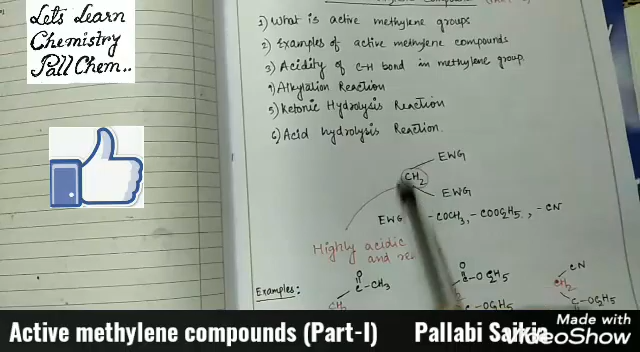 Lets Learn
Chemistry
Pall Chem..
1) What is active methylene groups
2) Examples of active methylene compounds
3) Acidity of C-H bond in methylene group
4) Alkylation Reaction
5) Ketonic Hydrolysis Reaction
6) Acid hydrolysis Reaction.
EWG
CH2
EWG
EWG -COCH3, -COOC2H5, -CN
Highly acidic
and
Examples:
O
C-CH3
CH2
O
C-OC2H5
C-OC2H5
CN
CH2
C-OC2H5
Active methylene compounds (Part-I) Pallabi Saikia
Made with
VideoShow